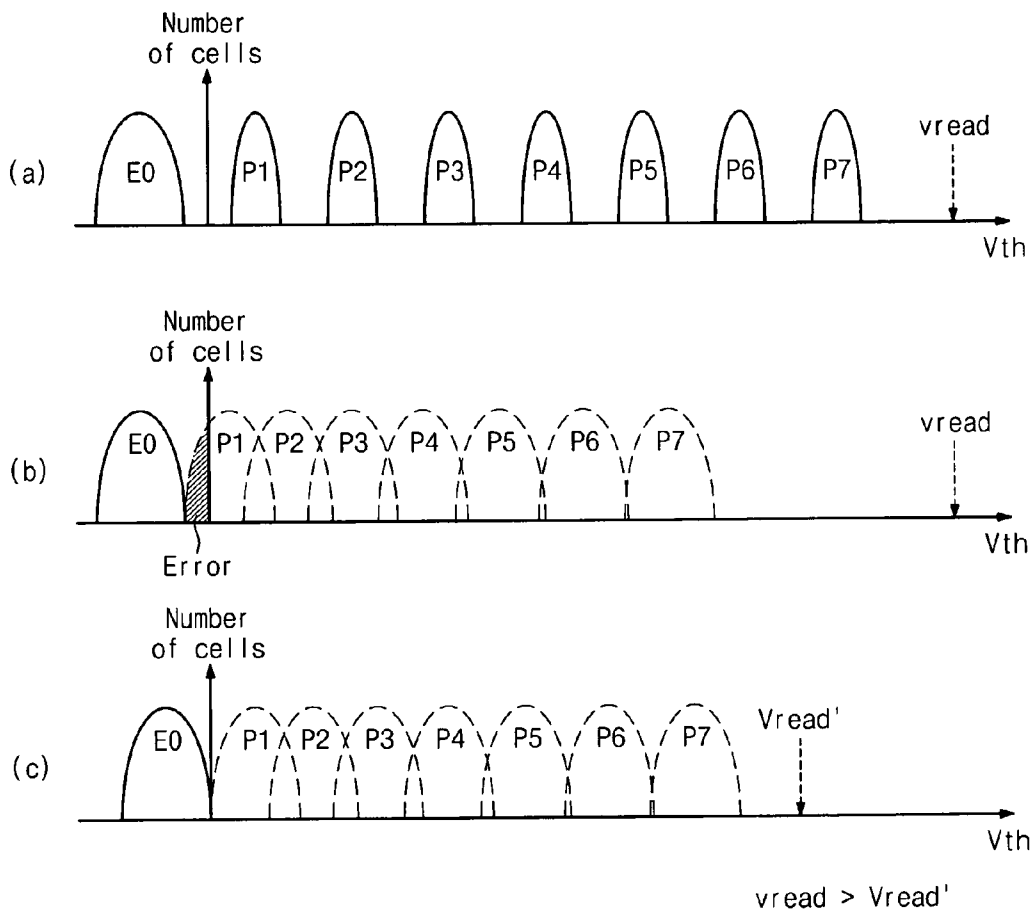 Number
of cells
(a)
E0
P1
P2
P3
P4
P5
P6
P7
vread
Vth
Number
of cells
(b)
E0
P1
P2
P3
P4
P5
P6
P7
vread
Vth
Error
Number
of cells
(c)
E0
P1
P2
P3
P4
P5
P6
P7
Vread'
Vth
vread > Vread'